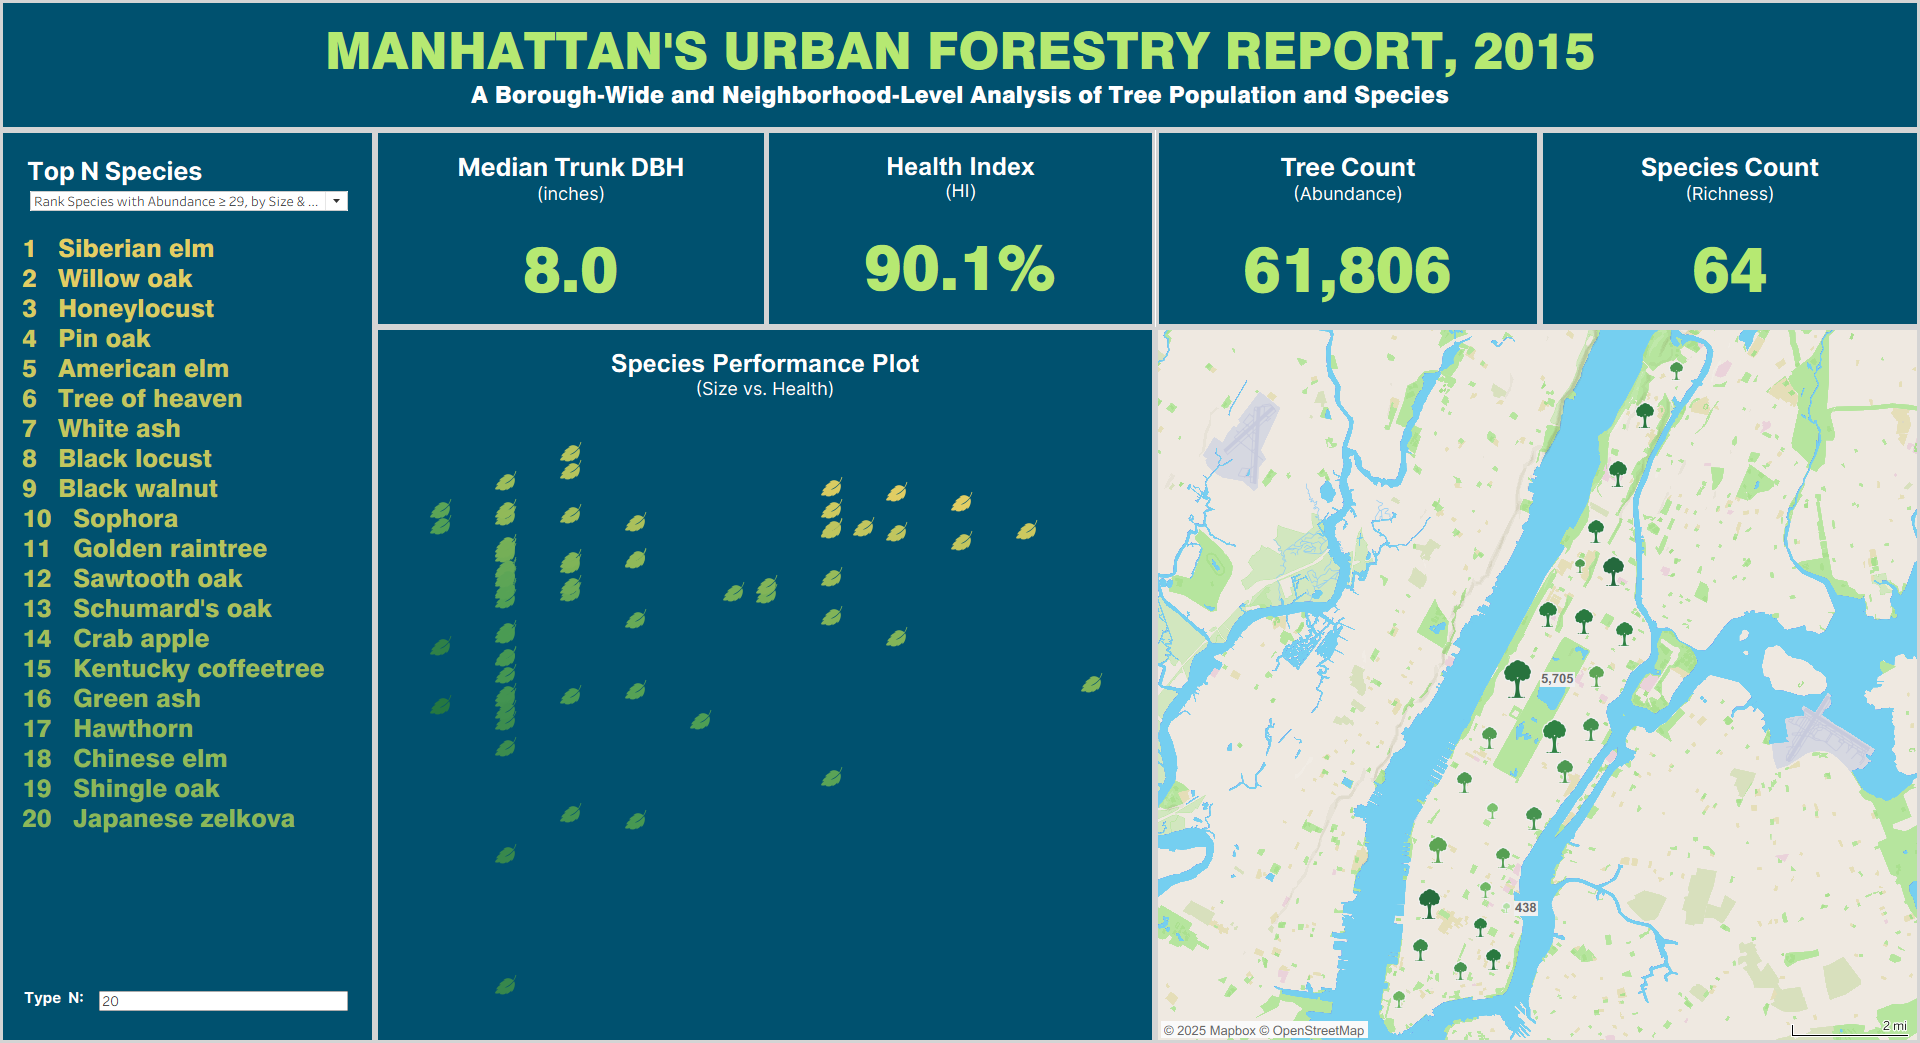 MANHATTAN'S URBAN FORESTRY REPORT, 2015
A Borough-Wide and Neighborhood-Level Analysis of Tree Population and Species
Top N Species
Rank Species with Abundance ≥ 29, by Size & ...
1 Siberian elm
2 Willow oak
3 Honeylocust
4 Pin oak
5 American elm
6 Tree of heaven
7 White ash
8 Black locust
9 Black walnut
10 Sophora
11 Golden raintree
12 Sawtooth oak
13 Schumard's oak
14 Crab apple
15 Kentucky coffeetree
16 Green ash
17 Hawthorn
18 Chinese elm
19 Shingle oak
20 Japanese zelkova
Type N: 20
Median Trunk DBH
(inches)
8.0
Health Index
(HI)
90.1%
Tree Count
(Abundance)
61,806
Species Count
(Richness)
64
Species Performance Plot
(Size vs. Health)
5,705
438
© 2025 Mapbox © OpenStreetMap
2 mi